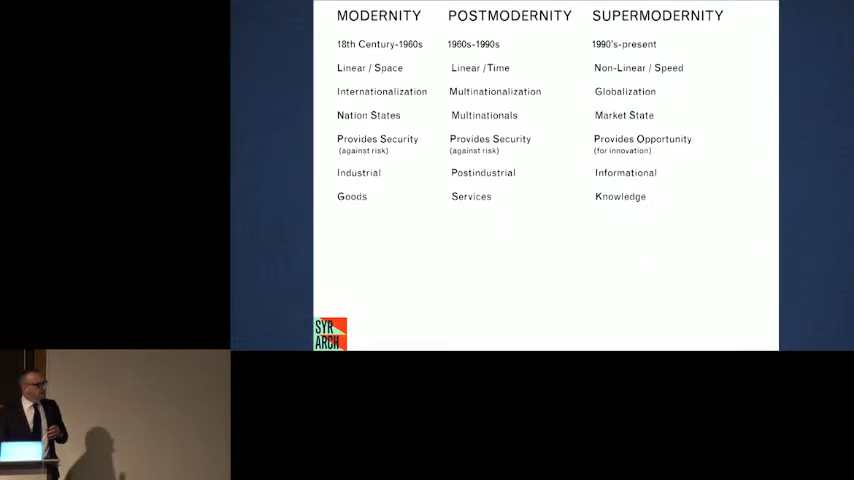 MODERNITY POSTMODERNITY SUPERMODERNITY
18th Century-1960s 1960s-1990s 1990's-present
Linear / Space Linear /Time Non-Linear / Speed
Internationalization Multinationalization Globalization
Nation States Multinationals Market State
Provides Security Provides Security Provides Opportunity
(against risk) (against risk) (for innovation)
Industrial Postindustrial Informational
Goods Services Knowledge
SYR
ARCH